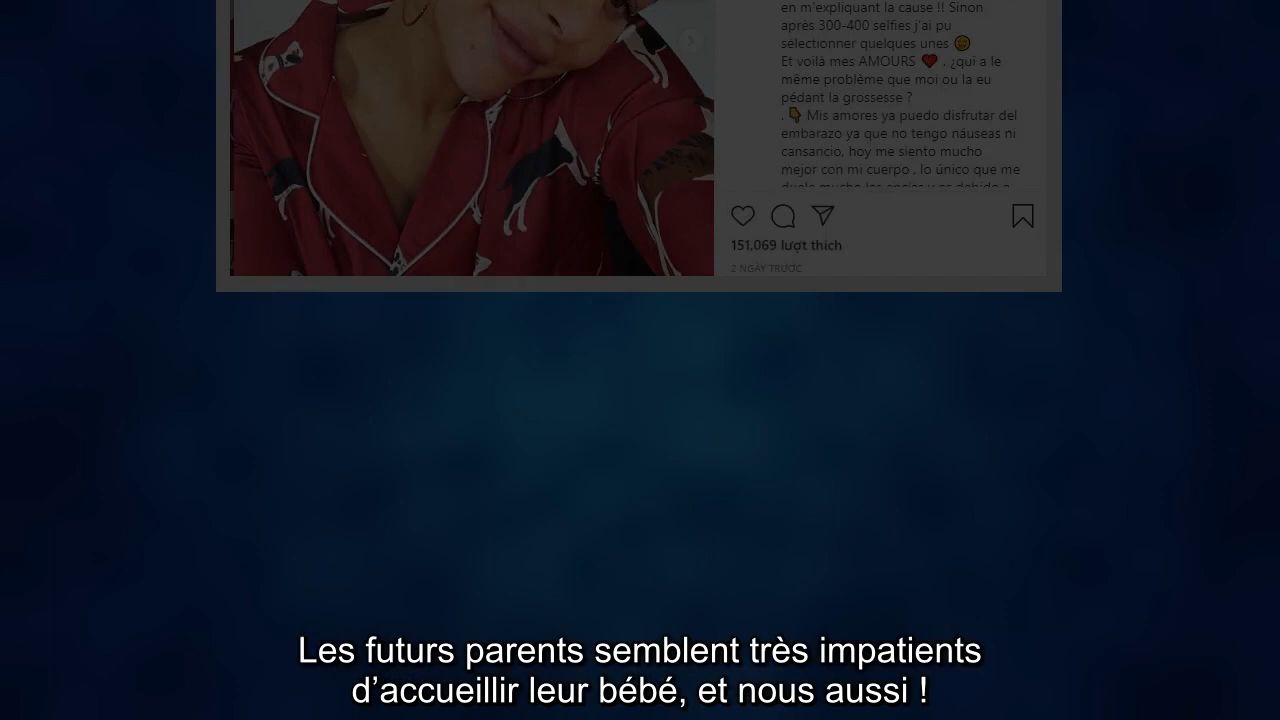 en m'expliquant la cause !! Sinon
après 300-400 selfies j'ai pu
sélectionner quelques unes 😉
Et voilà mes AMOURS ❤️ . ¿qui a le
même problème que moi ou la eu
pédant la grossesse ?
. 👇 Mis amores ya puedo disfrutar del
embarazo ya que no tengo náuseas ni
cansancio, hoy me siento mucho
mejor con mi cuerpo , lo único que me
151,069 lượt thích
2 NGÀY TRƯỚC
Les futurs parents semblent très impatients
d’accueillir leur bébé, et nous aussi !